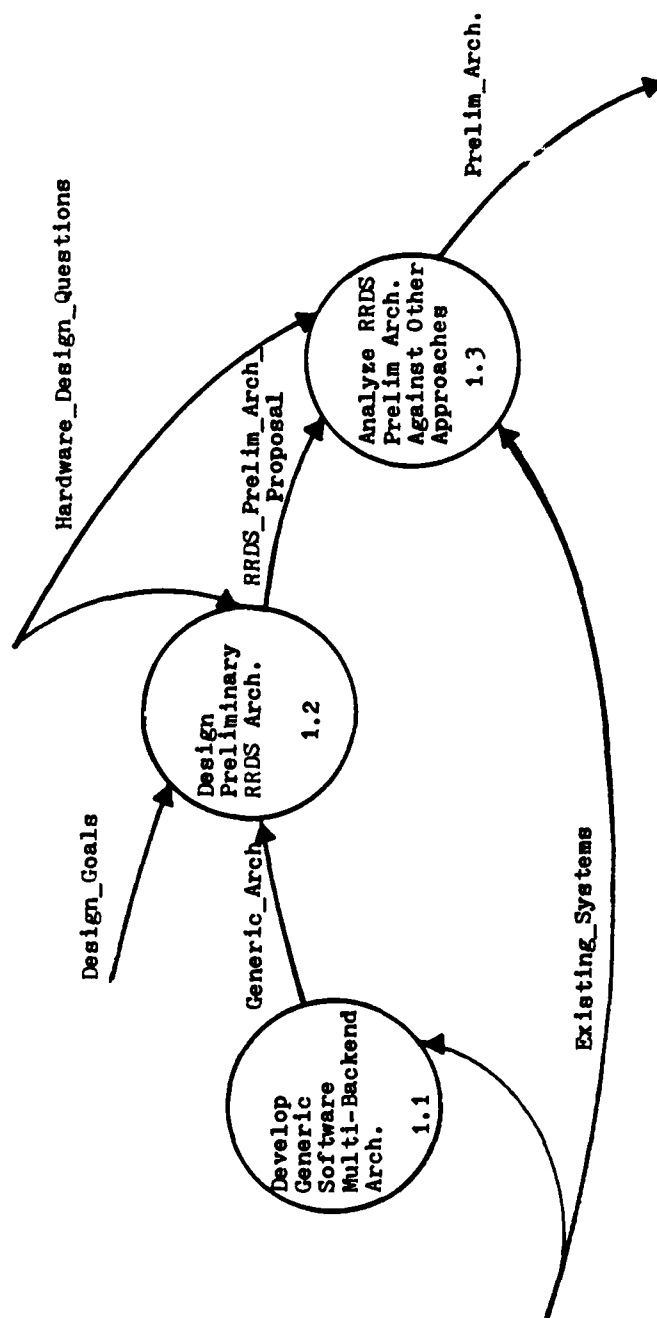 Hardware_Design_Questions
Design_Goals
Design
Preliminary
RRDS Arch.
1.2
RRDS_Prelim_Arch_
Proposal
Prelim_Arch.
Generic_Arch
Analyze RRDS
Prelim Arch.
Against Other
Approaches
1.3
Develop
Generic
Software
Multi-Backend
Arch.
1.1
Existing_Systems